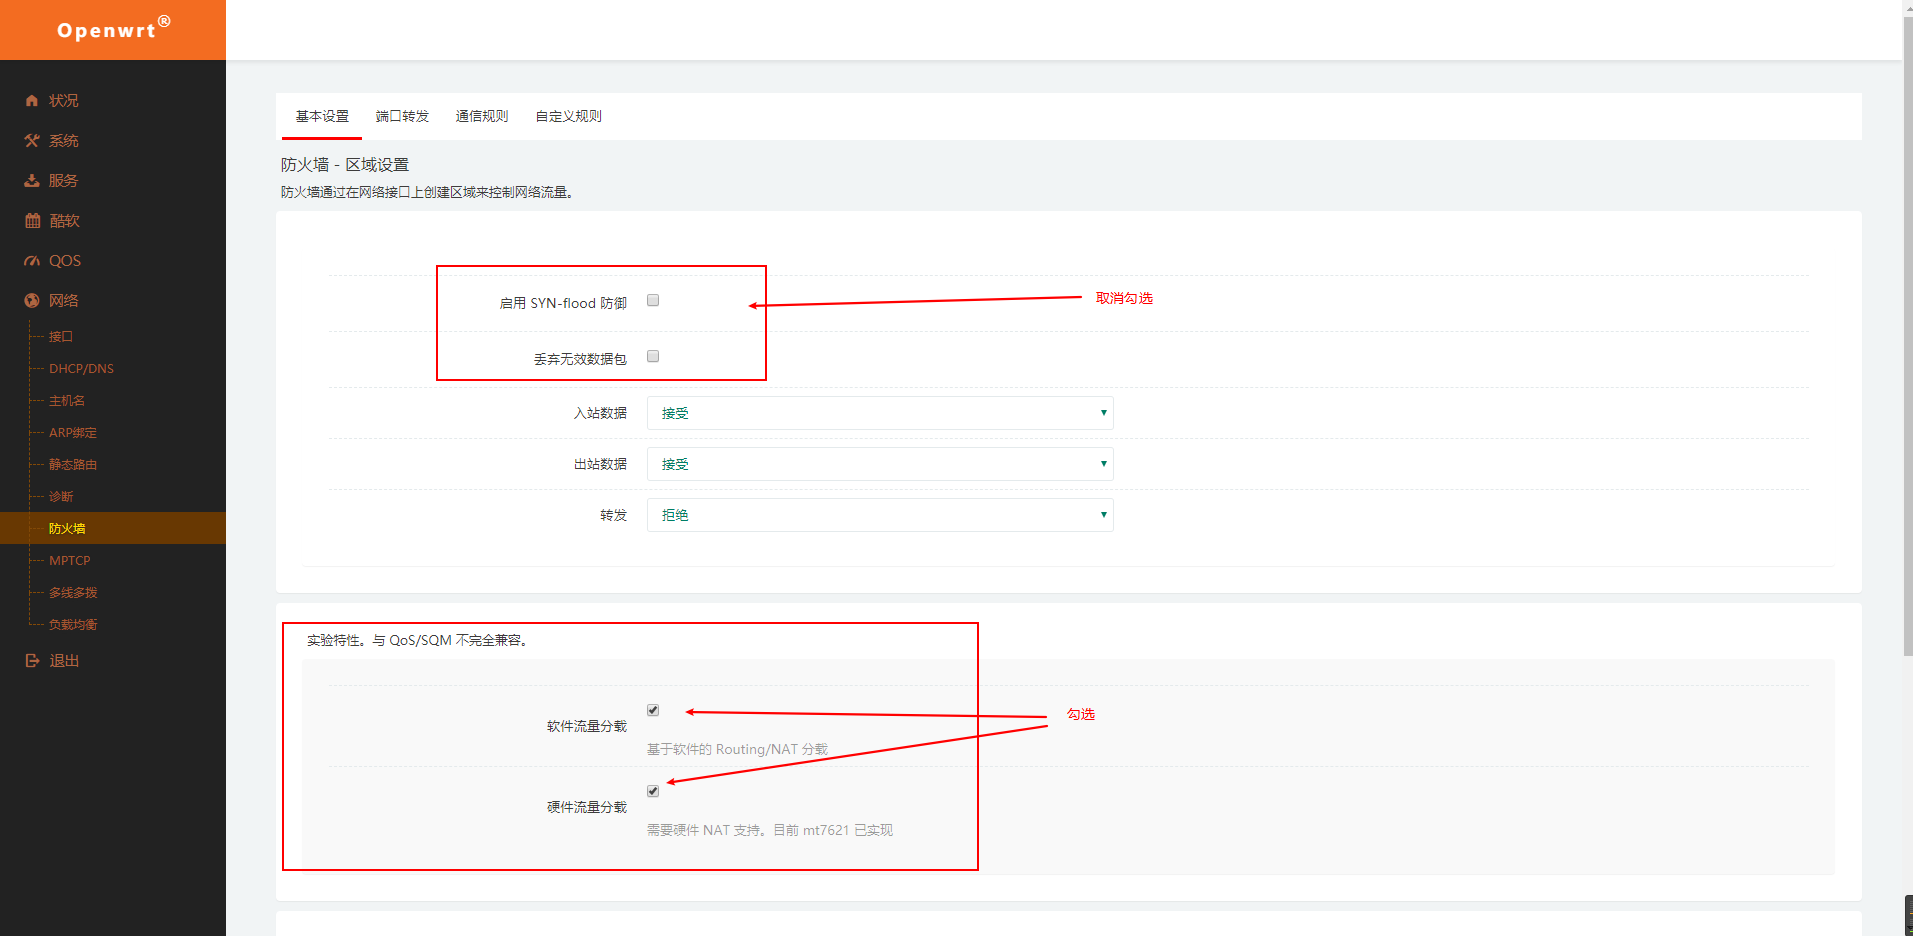 Openwrt®
状况
系统
服务
酷软
QOS
网络
接口
DHCP/DNS
主机名
ARP绑定
静态路由
诊断
防火墙
MPTCP
多线多拨
负载均衡
退出
基本设置 端口转发 通信规则 自定义规则
防火墙 - 区域设置
防火墙通过在网络接口上创建区域来控制网络流量。
启用 SYN-flood 防御
取消勾选
丢弃无效数据包
入站数据 接受
出站数据 接受
转发 拒绝
实验特性。与 QoS/SQM 不完全兼容。
软件流量分载
勾选
基于软件的 Routing/NAT 分载
硬件流量分载
需要硬件 NAT 支持。目前 mt7621 已实现